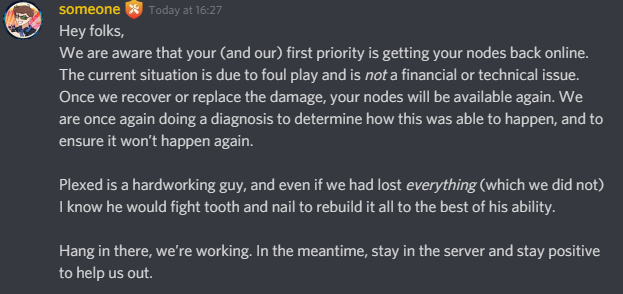 someone Today at 16:27
Hey folks,
We are aware that your (and our) first priority is getting your nodes back online.
The current situation is due to foul play and is not a financial or technical issue.
Once we recover or replace the damage, your nodes will be available again. We
are once again doing a diagnosis to determine how this was able to happen, and to
ensure it won't happen again.
Plexed is a hardworking guy, and even if we had lost everything (which we did not)
I know he would fight tooth and nail to rebuild it all to the best of his ability.
Hang in there, we're working. In the meantime, stay in the server and stay positive
to help us out.